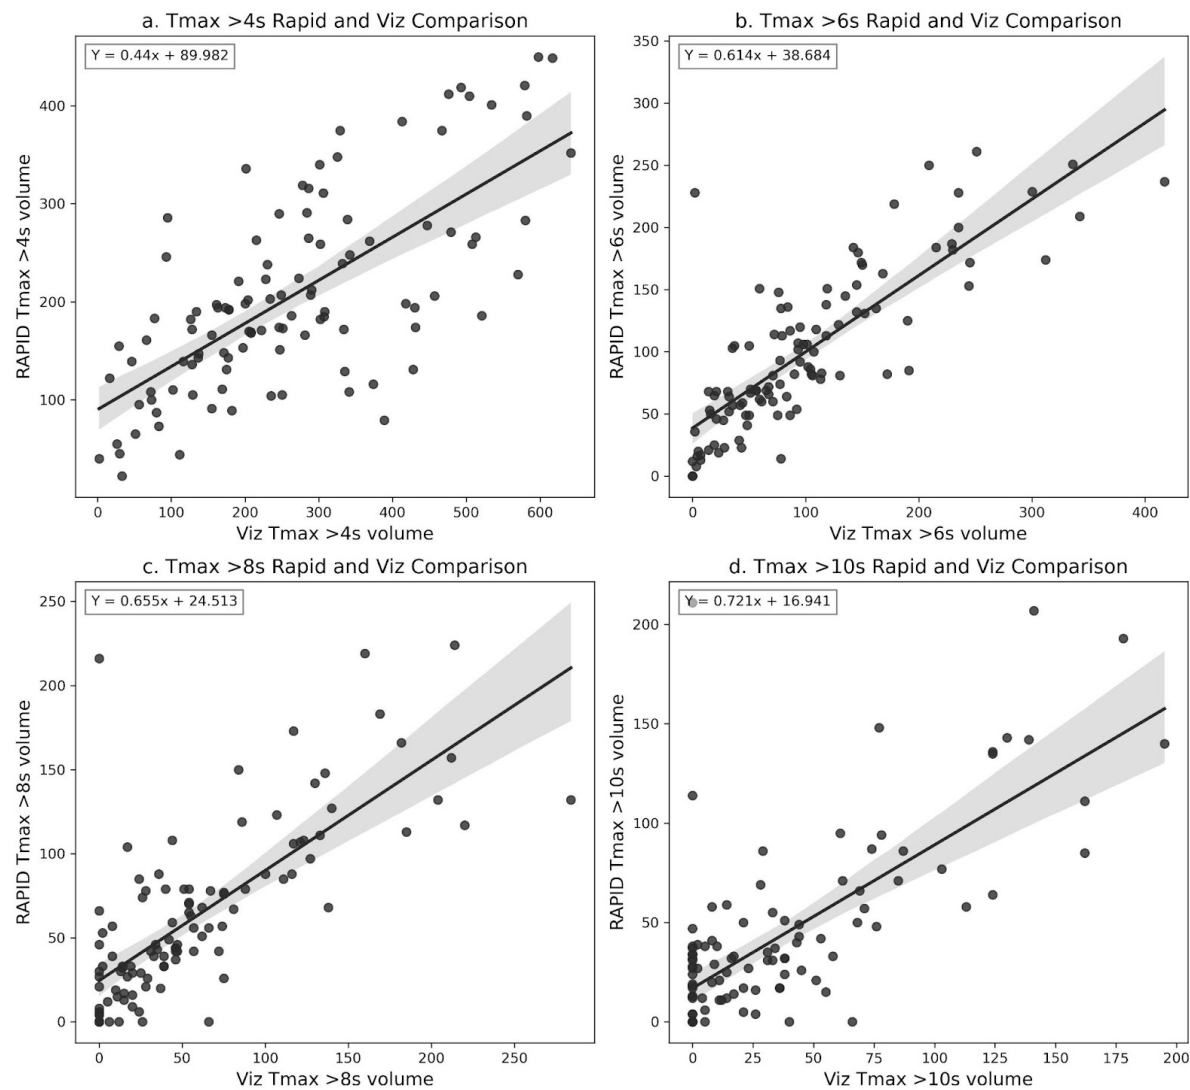 a. Tmax >4s Rapid and Viz Comparison
Y = 0.44x + 89.982
400
300
200
100
RAPID Tmax >4s volume
0 100 200 300 400 500 600
Viz Tmax >4s volume
b. Tmax >6s Rapid and Viz Comparison
Y = 0.614x + 38.684
350
300
250
200
150
100
50
0
RAPID Tmax >6s volume
0 100 200 300 400
Viz Tmax >6s volume
c. Tmax >8s Rapid and Viz Comparison
Y = 0.655x + 24.513
250
200
150
100
50
0
RAPID Tmax >8s volume
0 50 100 150 200 250
Viz Tmax >8s volume
d. Tmax >10s Rapid and Viz Comparison
Y = 0.721x + 16.941
200
150
100
50
0
RAPID Tmax >10s volume
0 25 50 75 100 125 150 175 200
Viz Tmax >10s volume